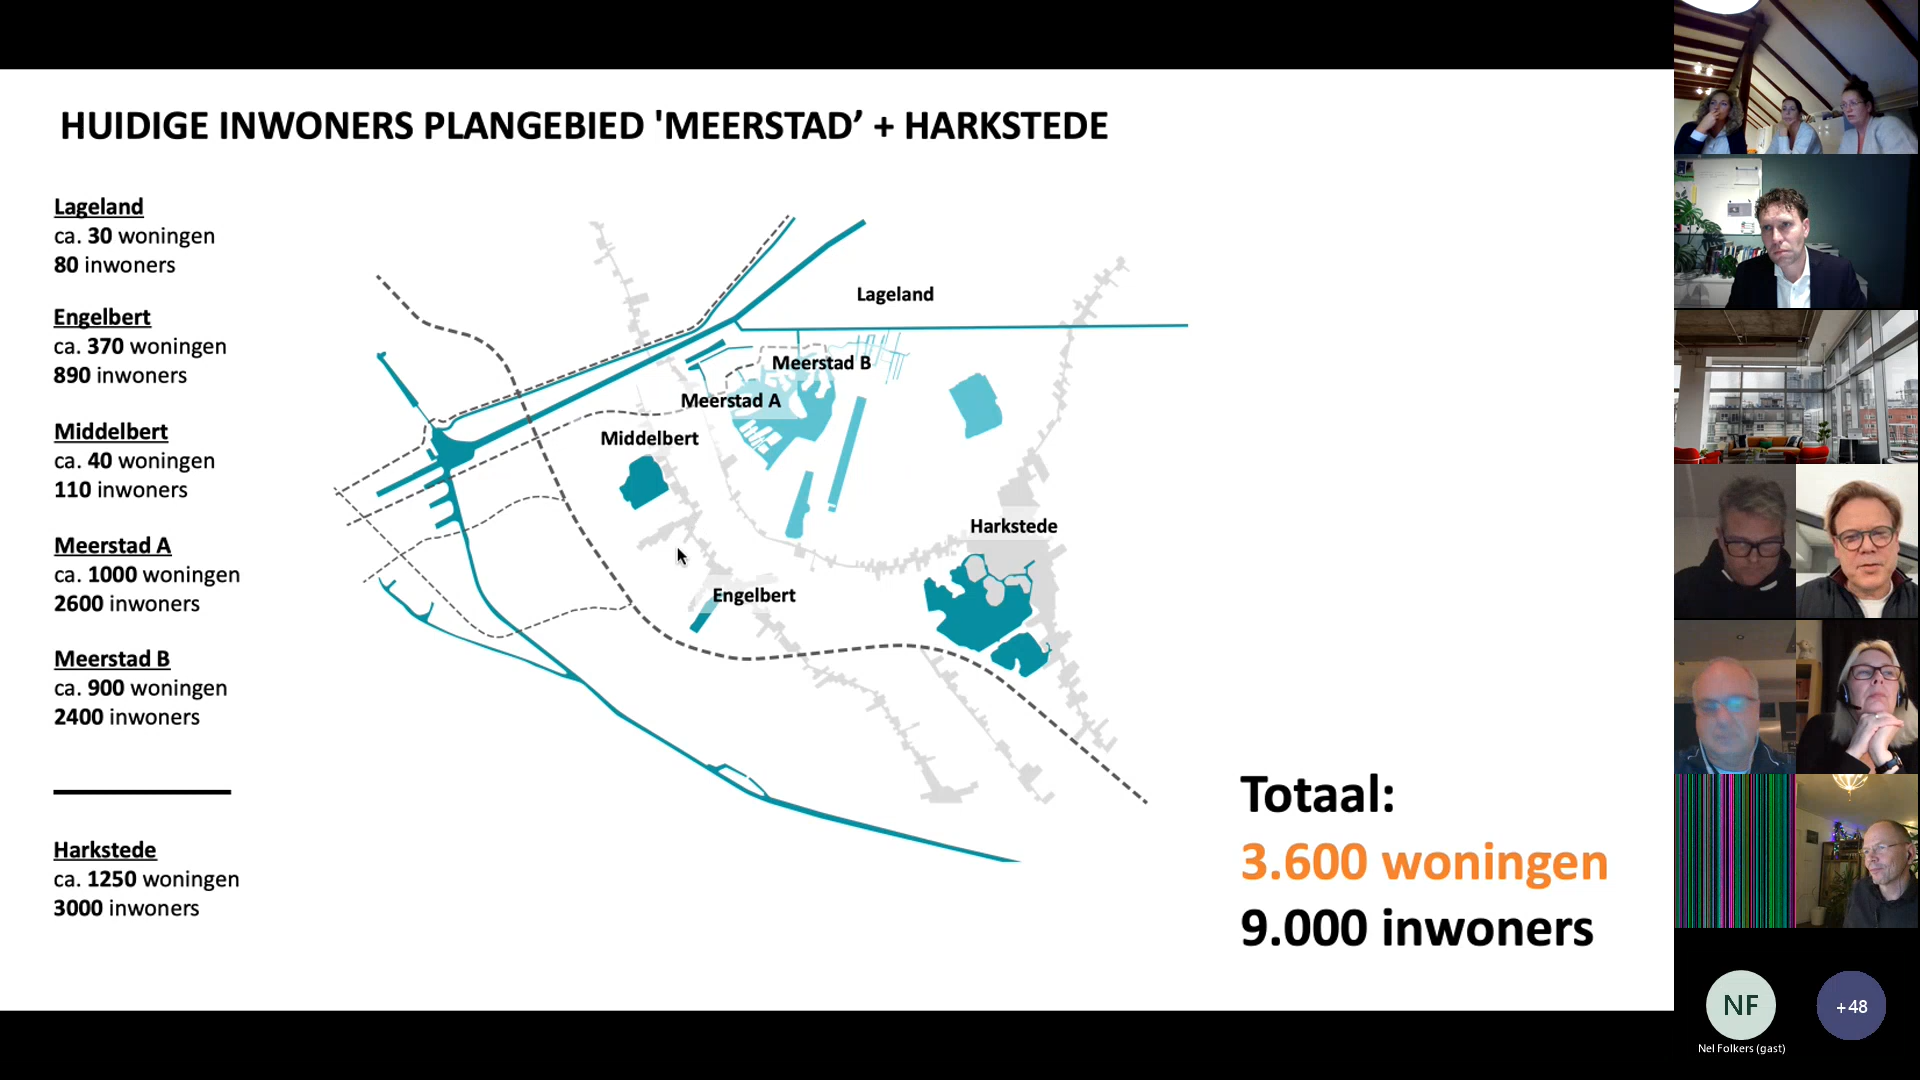 HUIDIGE INWONERS PLANGEBIED 'MEERSTAD’ + HARKSTEDE
Lageland
ca. 30 woningen
80 inwoners
Engelbert
ca. 370 woningen
890 inwoners
Middelbert
ca. 40 woningen
110 inwoners
Meerstad A
ca. 1000 woningen
2600 inwoners
Meerstad B
ca. 900 woningen
2400 inwoners
Harkstede
ca. 1250 woningen
3000 inwoners
Lageland
Meerstad B
Meerstad A
Middelbert
Harkstede
Engelbert
Totaal:
3.600 woningen
9.000 inwoners
NF
+48
Nel Folkers (gast)